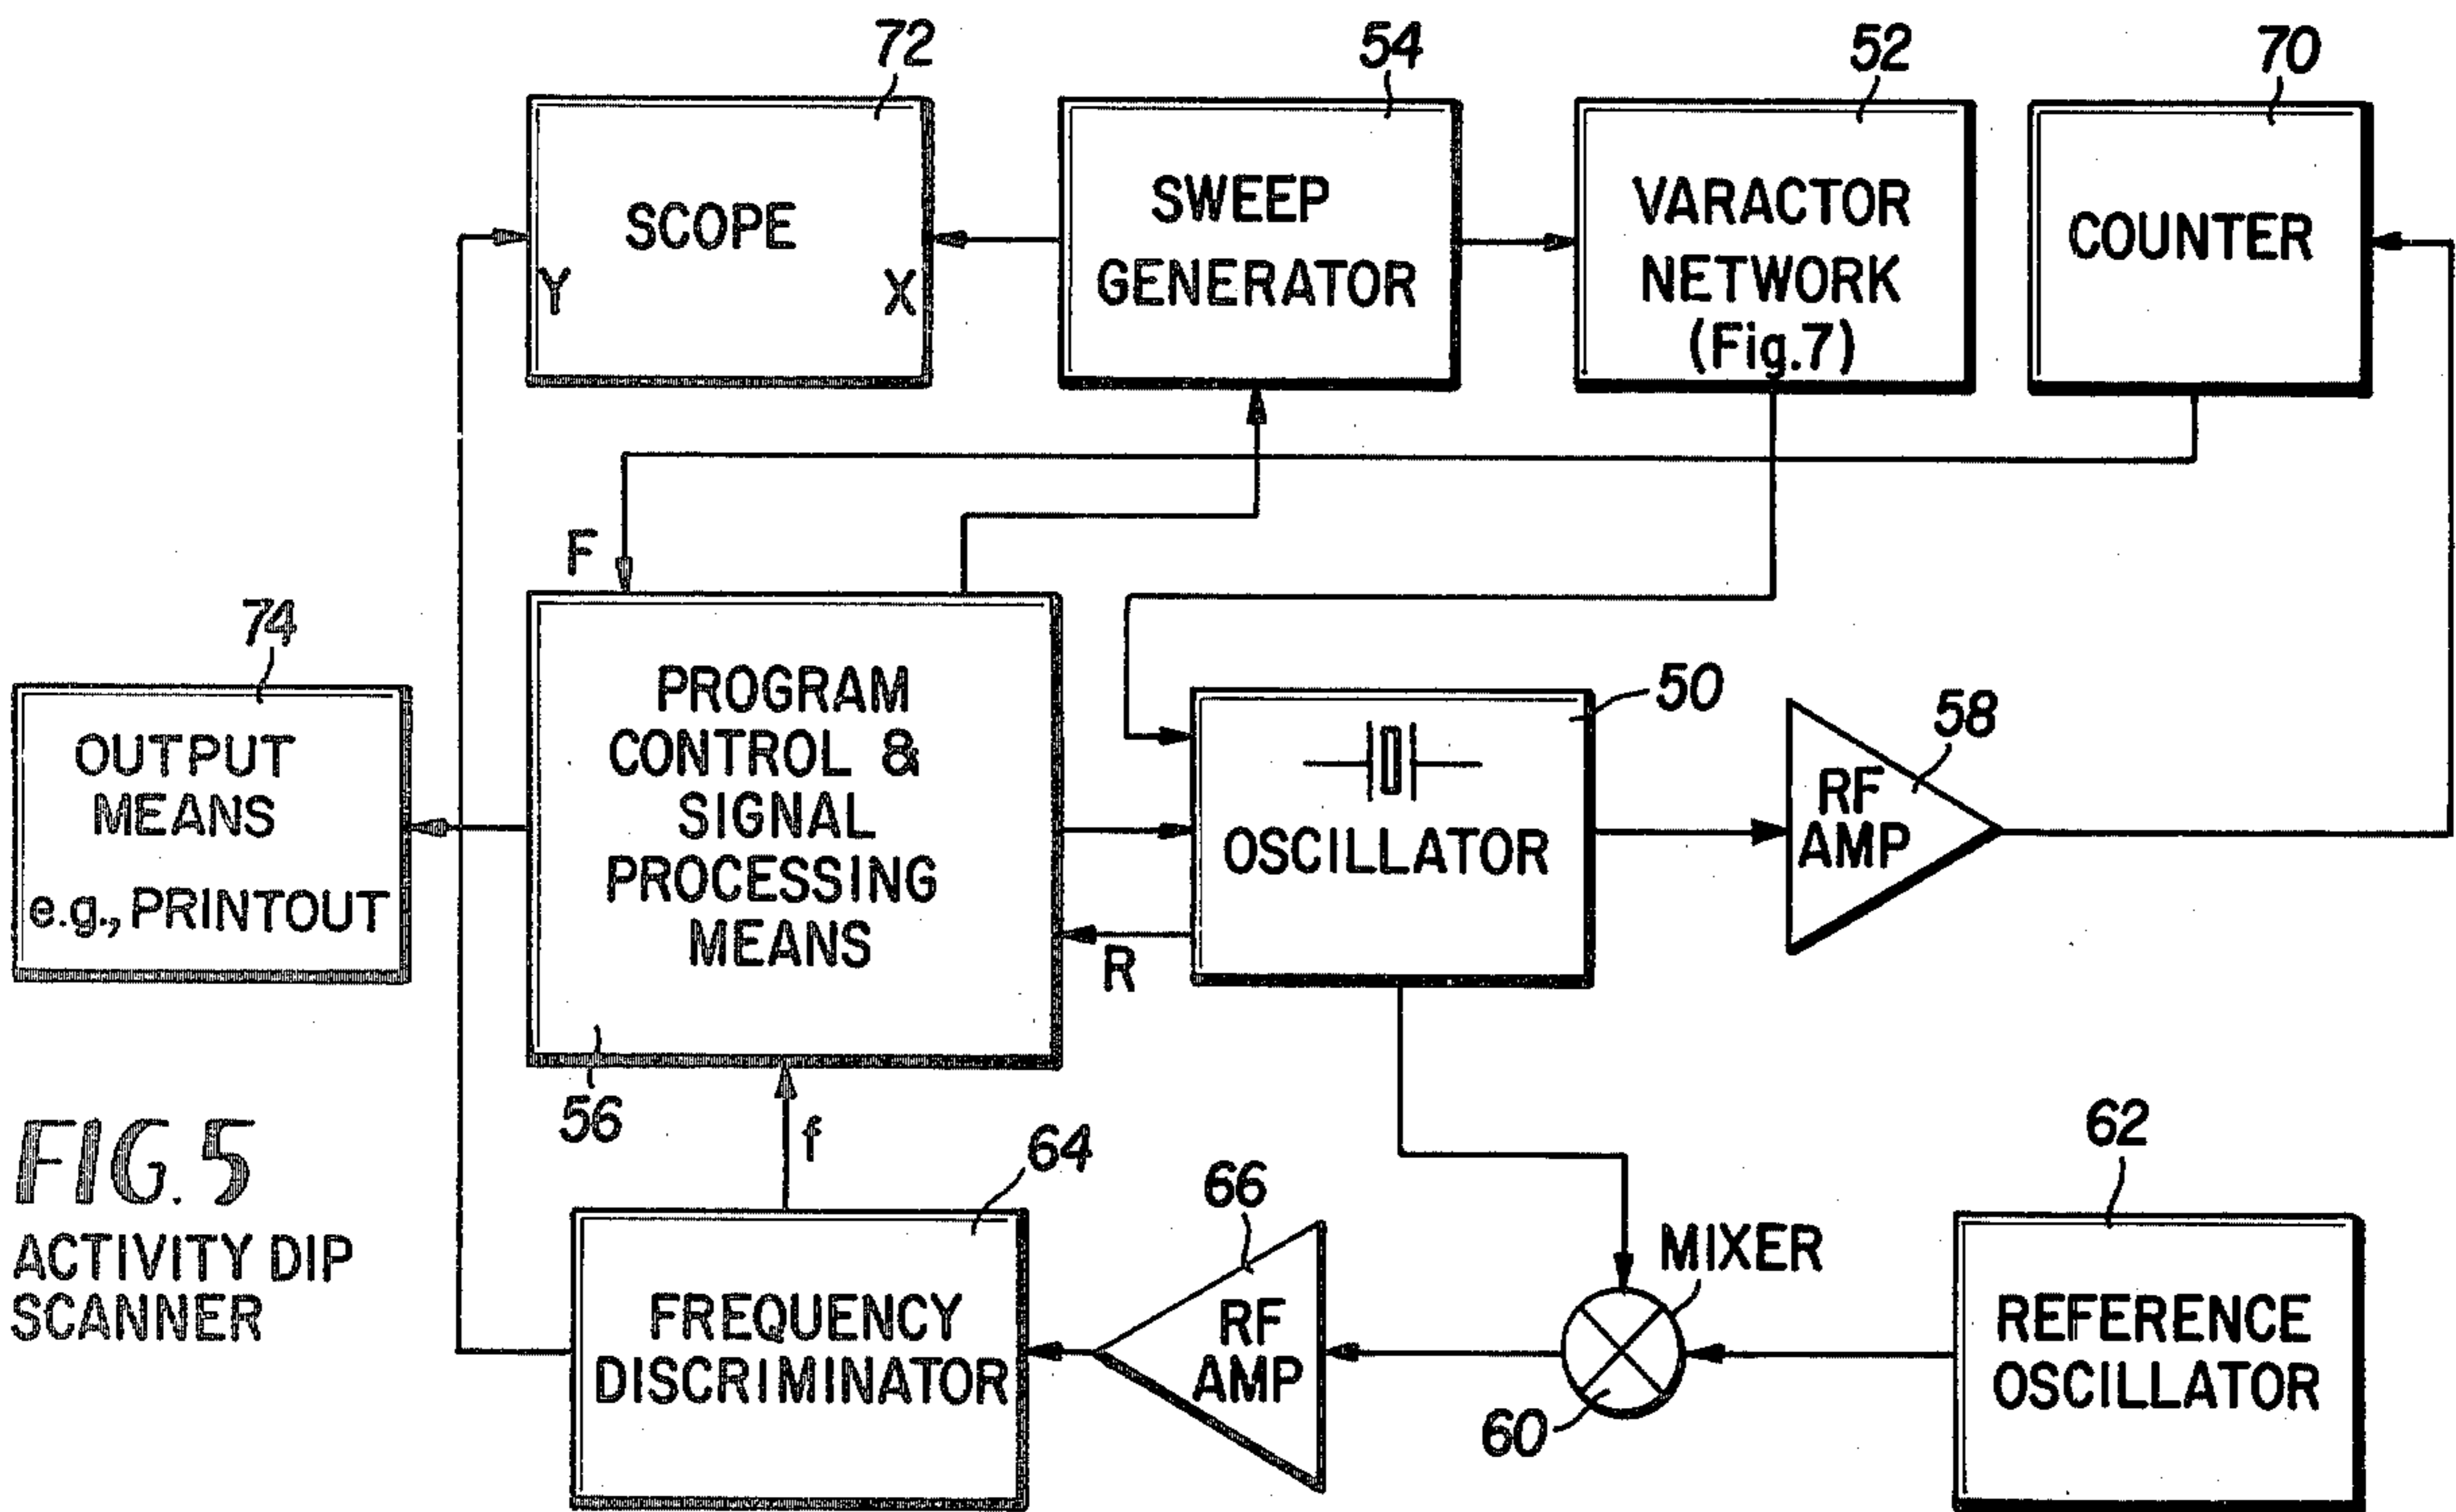 72
54
52
70
SCOPE
Y
X
SWEEP
GENERATOR
VARACTOR
NETWORK
(Fig.7)
COUNTER
F
74
OUTPUT
MEANS
e.g., PRINTOUT
PROGRAM
CONTROL &
SIGNAL
PROCESSING
MEANS
56
R
50
OSCILLATOR
58
RF
AMP
f
FIG. 5
ACTIVITY DIP
SCANNER
64
FREQUENCY
DISCRIMINATOR
66
RF
AMP
MIXER
60
62
REFERENCE
OSCILLATOR